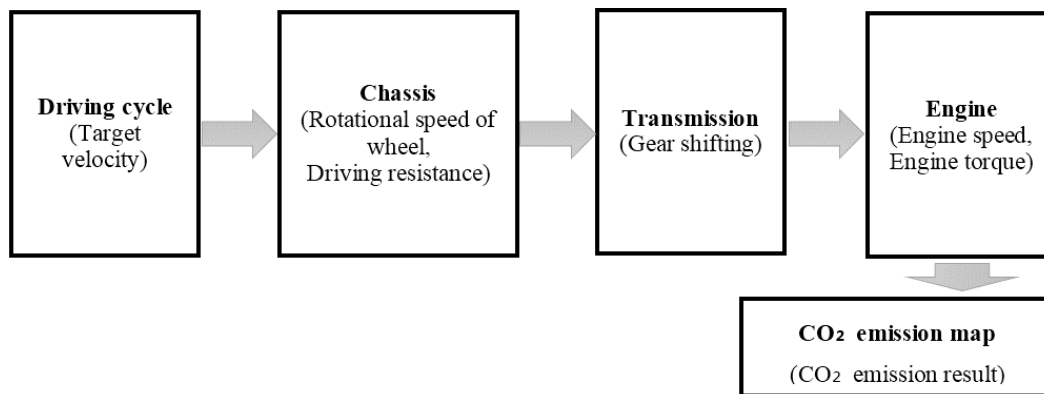 Driving cycle
(Target
velocity)
Chassis
(Rotational speed of
wheel,
Driving resistance)
Transmission
(Gear shifting)
Engine
(Engine speed,
Engine torque)
CO₂ emission map
(CO₂ emission result)